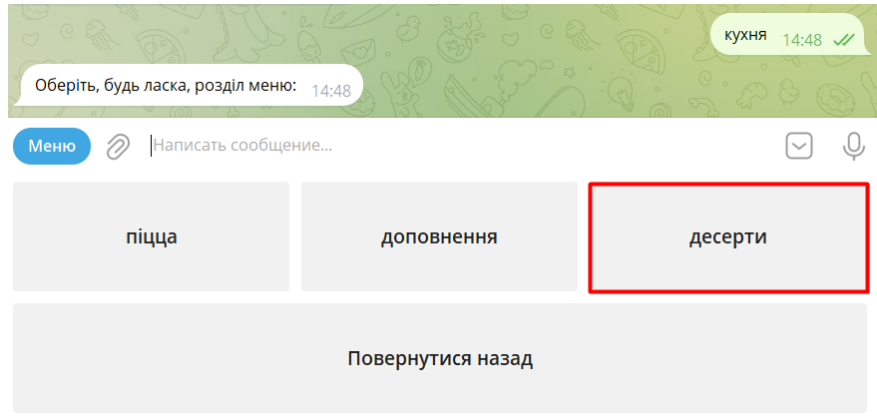 кухня 14:48
Оберіть, будь ласка, розділ меню: 14:48
Меню Написать сообщение...
піцца доповнення десерти
Повернутися назад